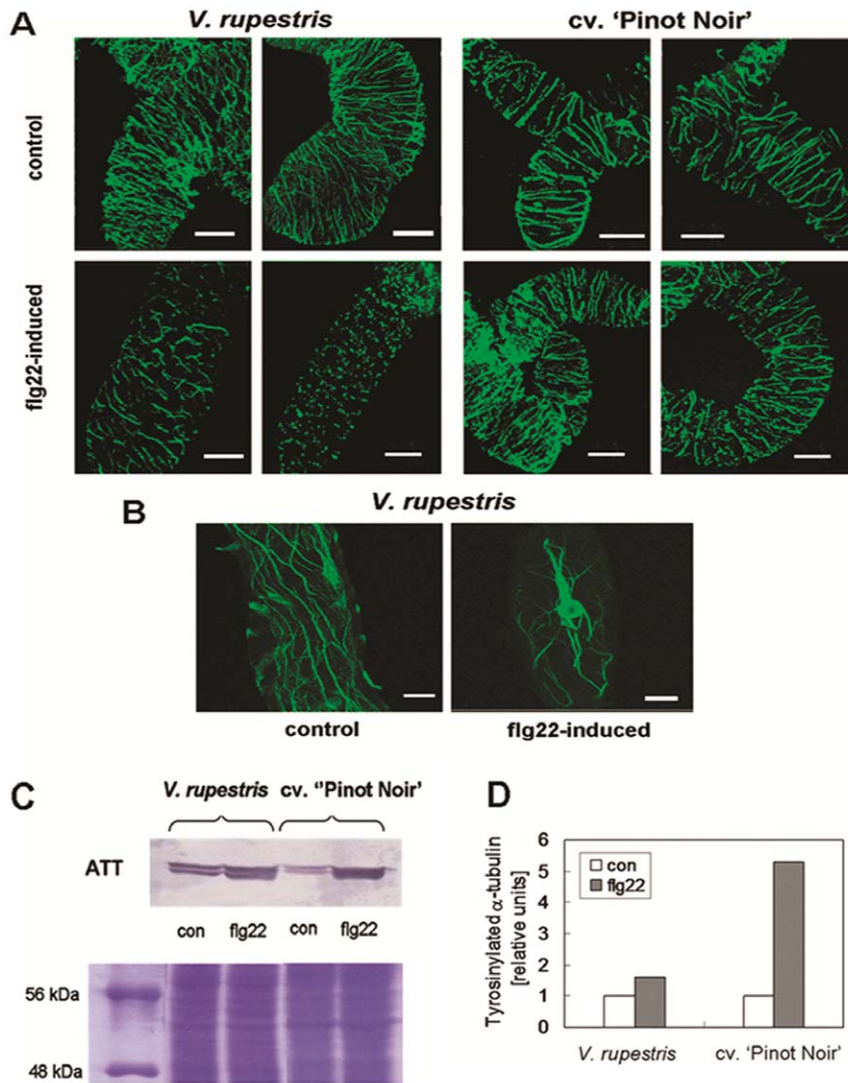 A
V. rupestris
cv. 'Pinot Noir'
control
flg22-induced
B
V. rupestris
control
flg22-induced
C
V. rupestris cv. "Pinot Noir'
ATT
con flg22 con flg22
56 kDa
48 kDa
D
Tyrosinylated α-tubulin
[relative units]
6
5
4
3
2
1
0
con
flg22
V. rupestris cv. 'Pinot Noir'